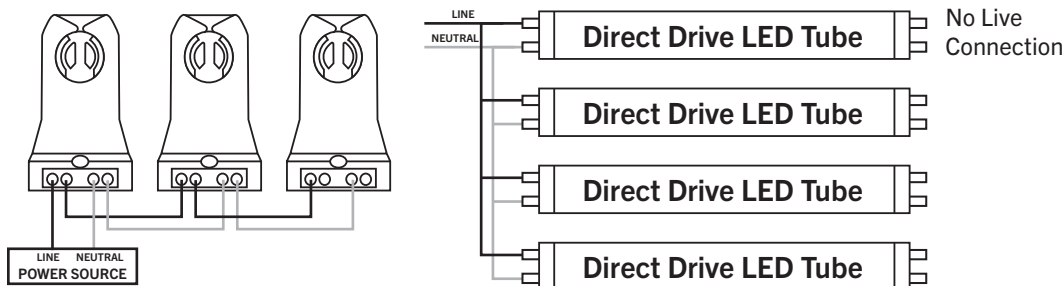 LINE NEUTRAL
POWER SOURCE
LINE
NEUTRAL
Direct Drive LED Tube
No Live
Connection
Direct Drive LED Tube
Direct Drive LED Tube
Direct Drive LED Tube